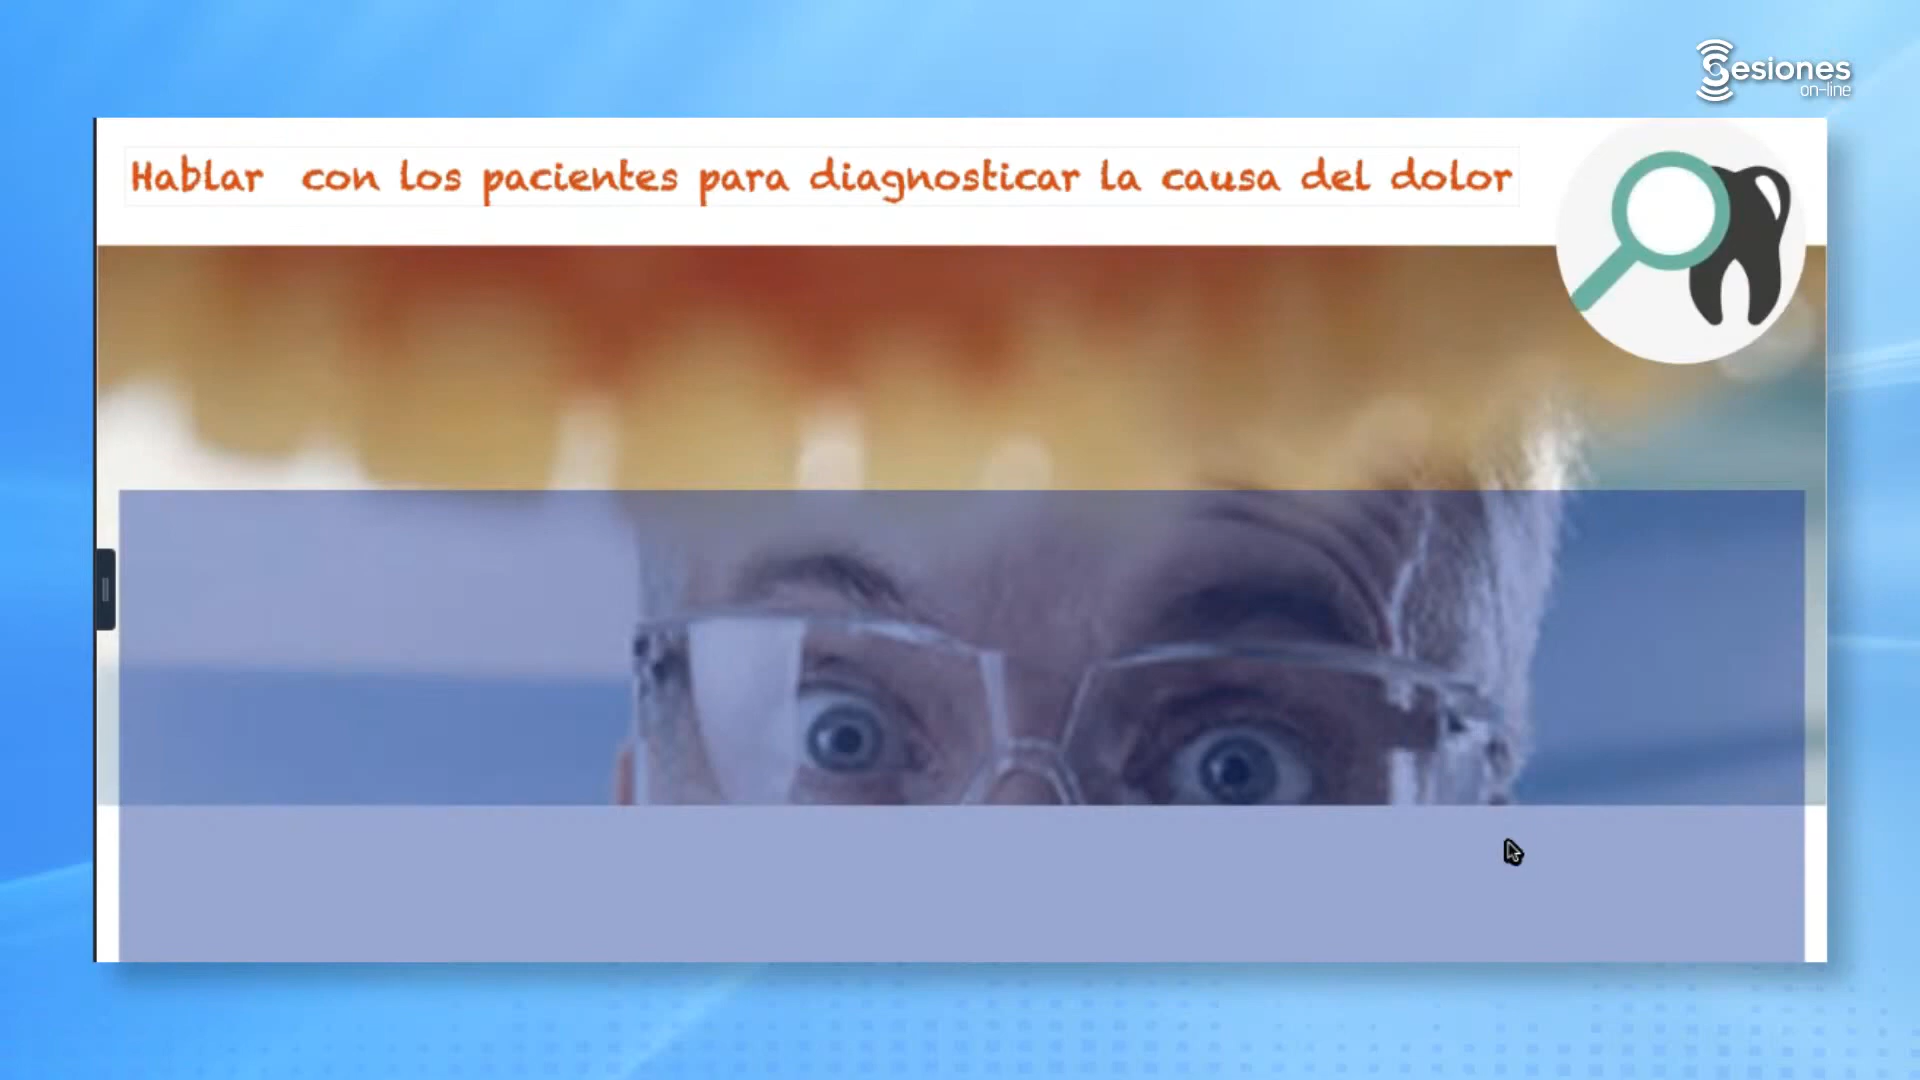 Sesiones
on-line
Hablar con los pacientes para diagnosticar la causa del dolor